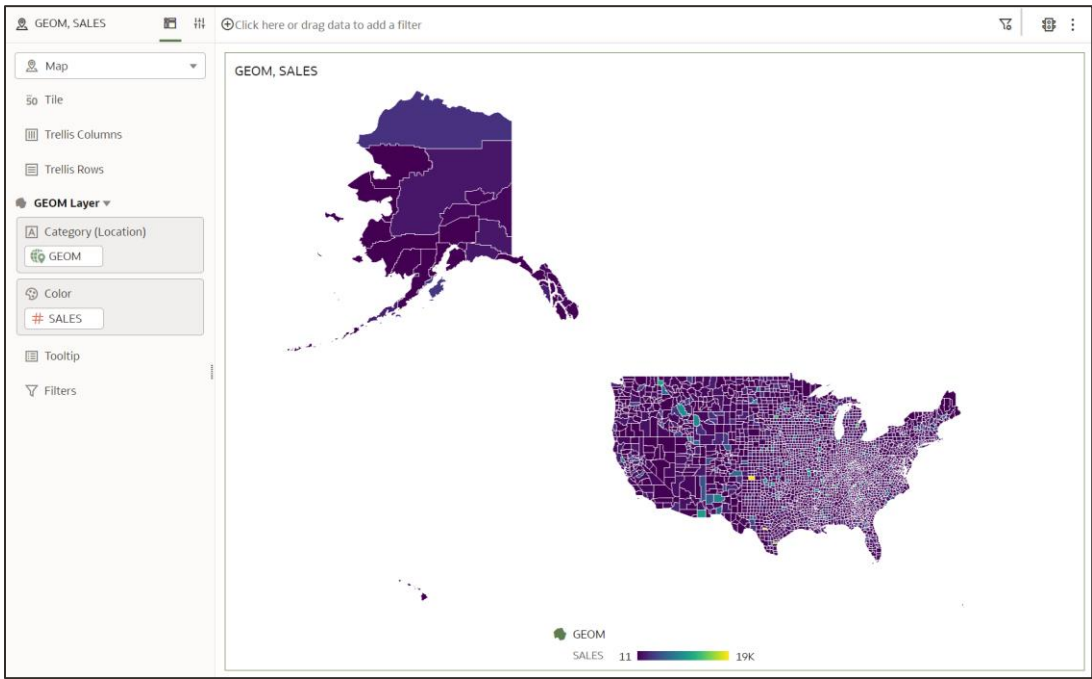 GEOM, SALES
Click here or drag data to add a filter
Map
50 Tile
Trellis Columns
Trellis Rows
GEOM Layer
A Category (Location)
GEOM
Color
# SALES
Tooltip
Filters
GEOM, SALES
GEOM
SALES 11 19K